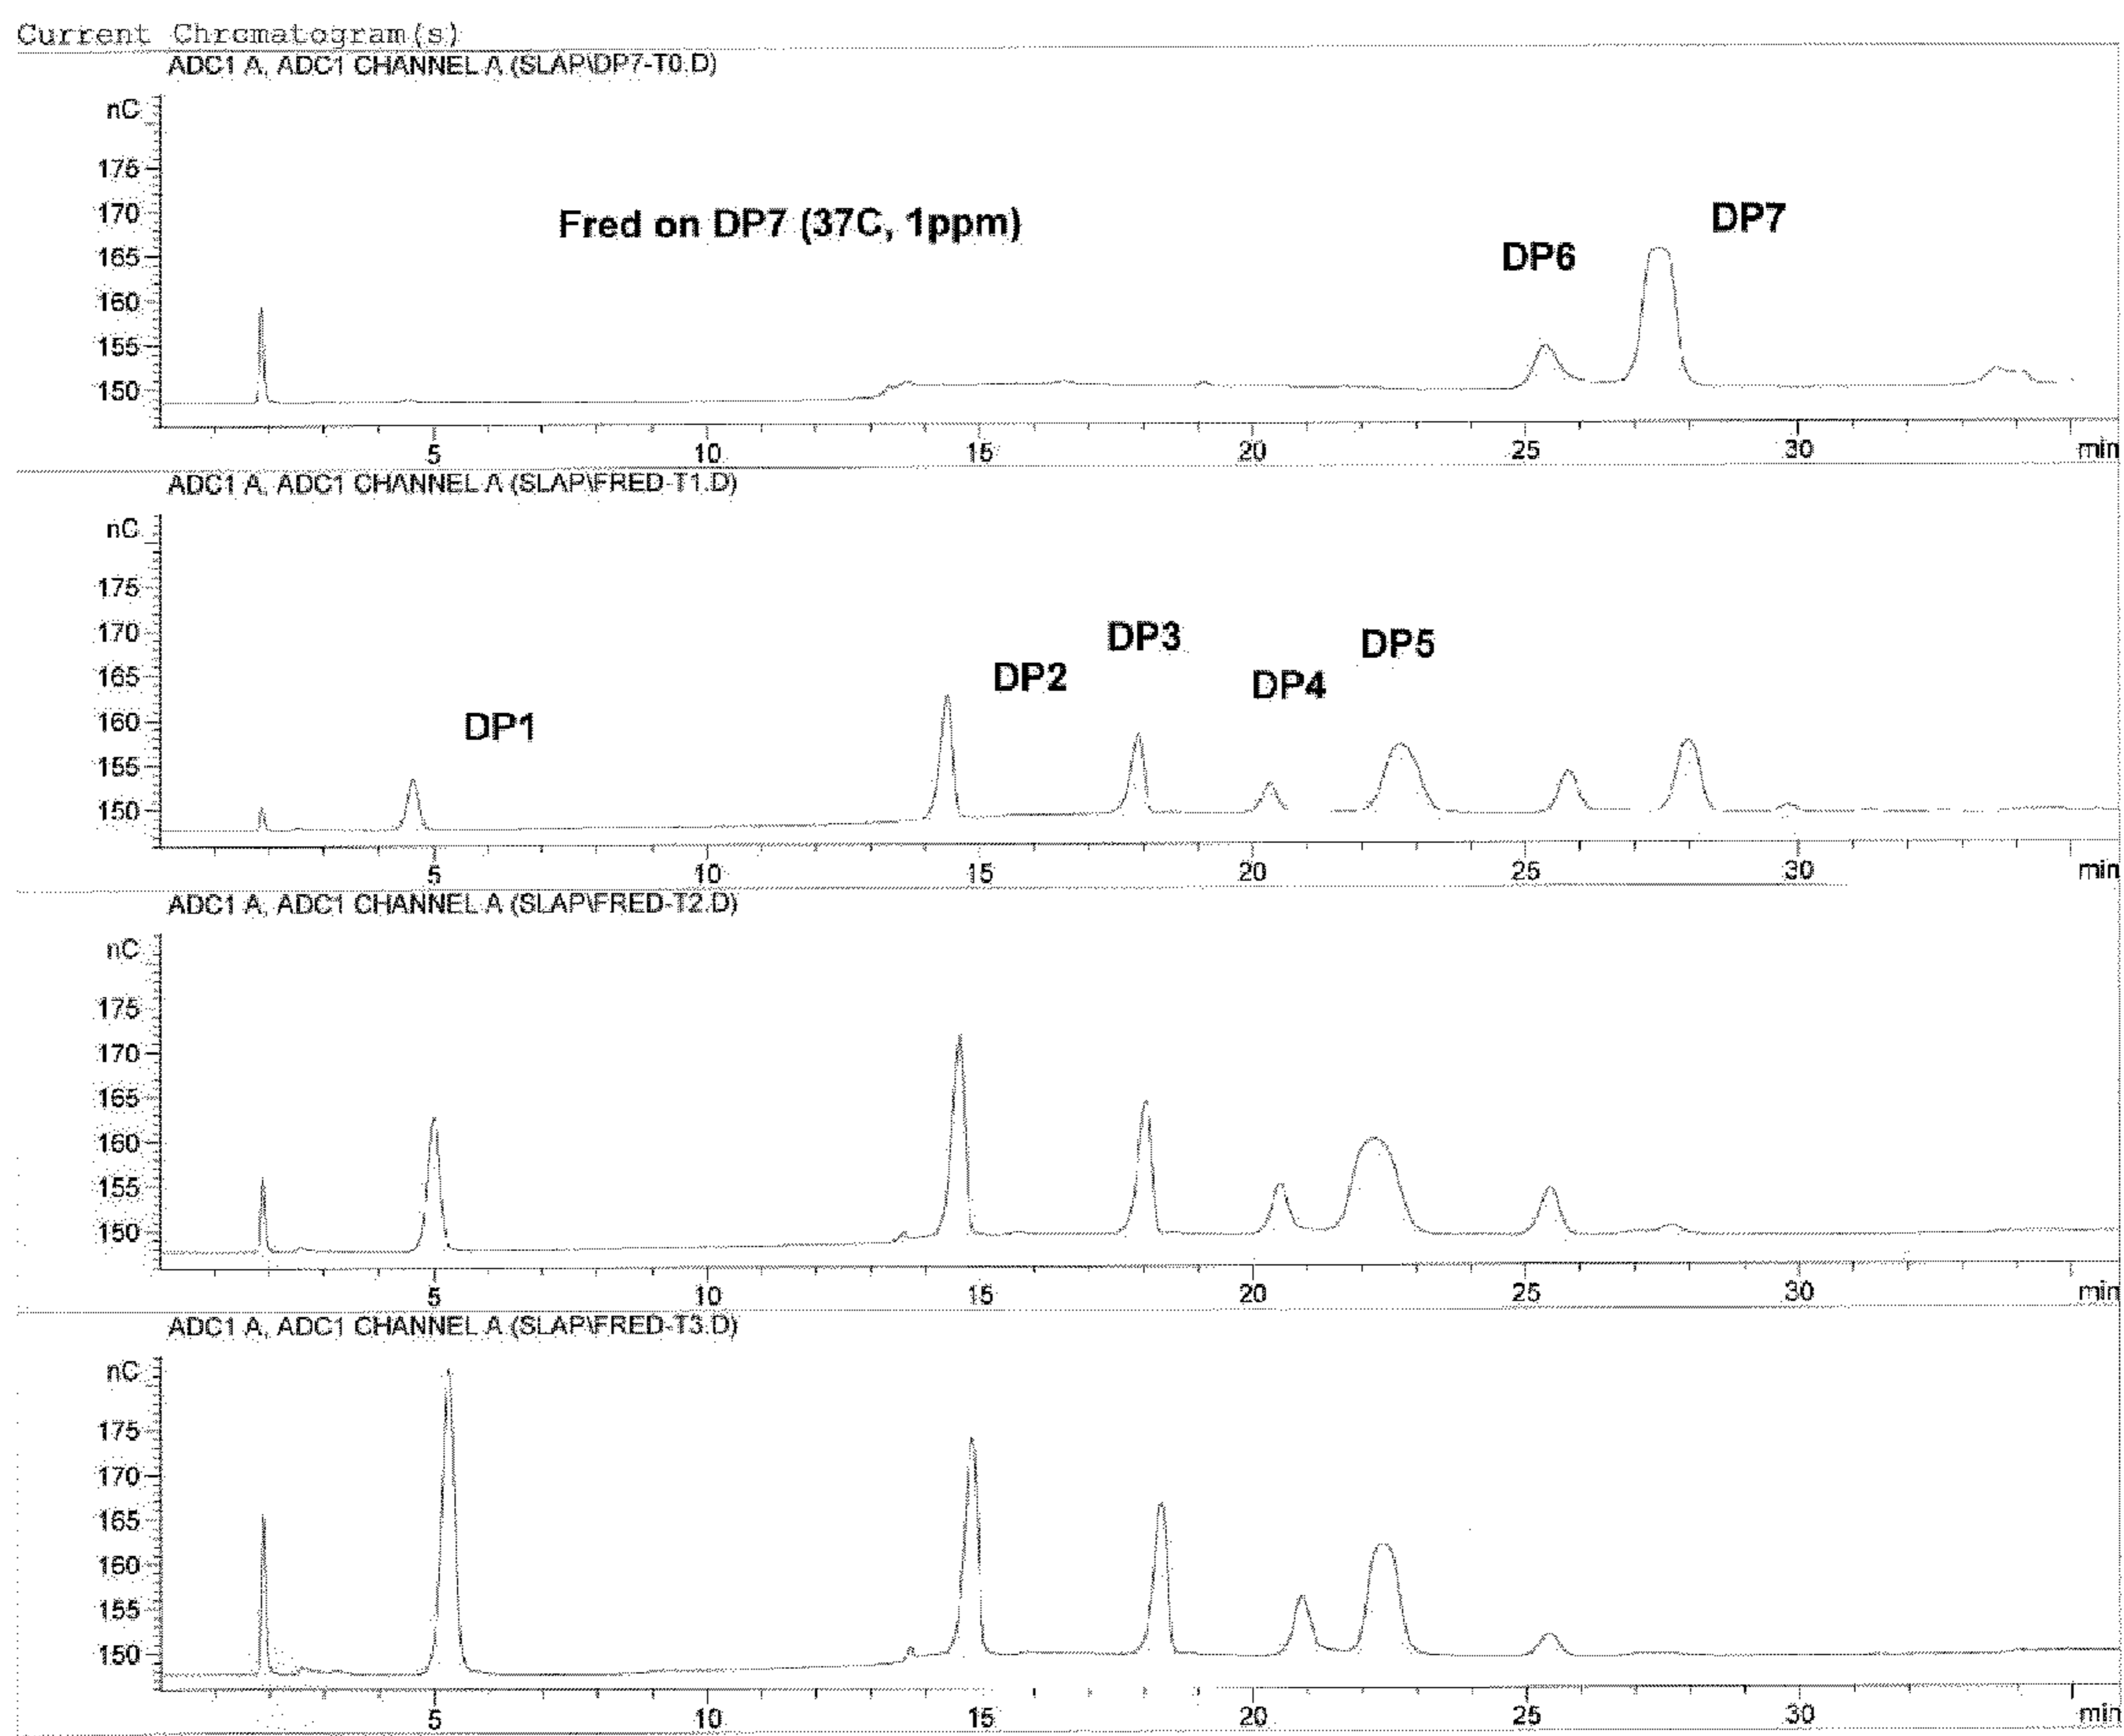 Current Chromatogram(s)
ADC1 A, ADC1 CHANNEL A (SLAP\DP7-T0.D)
nC
175
170
165
160
155
150
Fred on DP7 (37C, 1ppm)
DP6
DP7
5 10 15 20 25 30 min
ADC1 A, ADC1 CHANNEL A (SLAP\FRED-T1.D)
nC
175
170
165
160
155
150
DP1
DP2
DP3
DP4
DP5
5 10 15 20 25 30 min
ADC1 A, ADC1 CHANNEL A (SLAP\FRED-T2.D)
nC
175
170
165
160
155
150
5 10 15 20 25 30 min
ADC1 A, ADC1 CHANNEL A (SLAP\FRED-T3.D)
nC
175
170
165
160
155
150
5 10 15 20 25 30 min